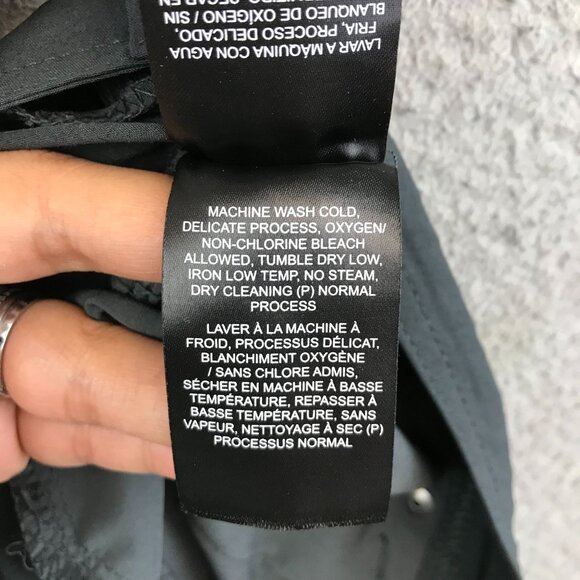 LAVAR A MÁQUINA CON AGUA
FRÍA, PROCESO DELICADO,
BLANQUEO DE OXÍGENO / SIN
MACHINE WASH COLD,
DELICATE PROCESS, OXYGEN/
NON-CHLORINE BLEACH
ALLOWED, TUMBLE DRY LOW,
IRON LOW TEMP, NO STEAM,
DRY CLEANING (P) NORMAL
PROCESS
LAVER À LA MACHINE À
FROID, PROCESSUS DÉLICAT,
BLANCHIMENT OXYGÈNE
/ SANS CHLORE ADMIS,
SÉCHER EN MACHINE À BASSE
TEMPÉRATURE, REPASSER À
BASSE TEMPÉRATURE, SANS
VAPEUR, NETTOYAGE À SEC (P)
PROCESSUS NORMAL